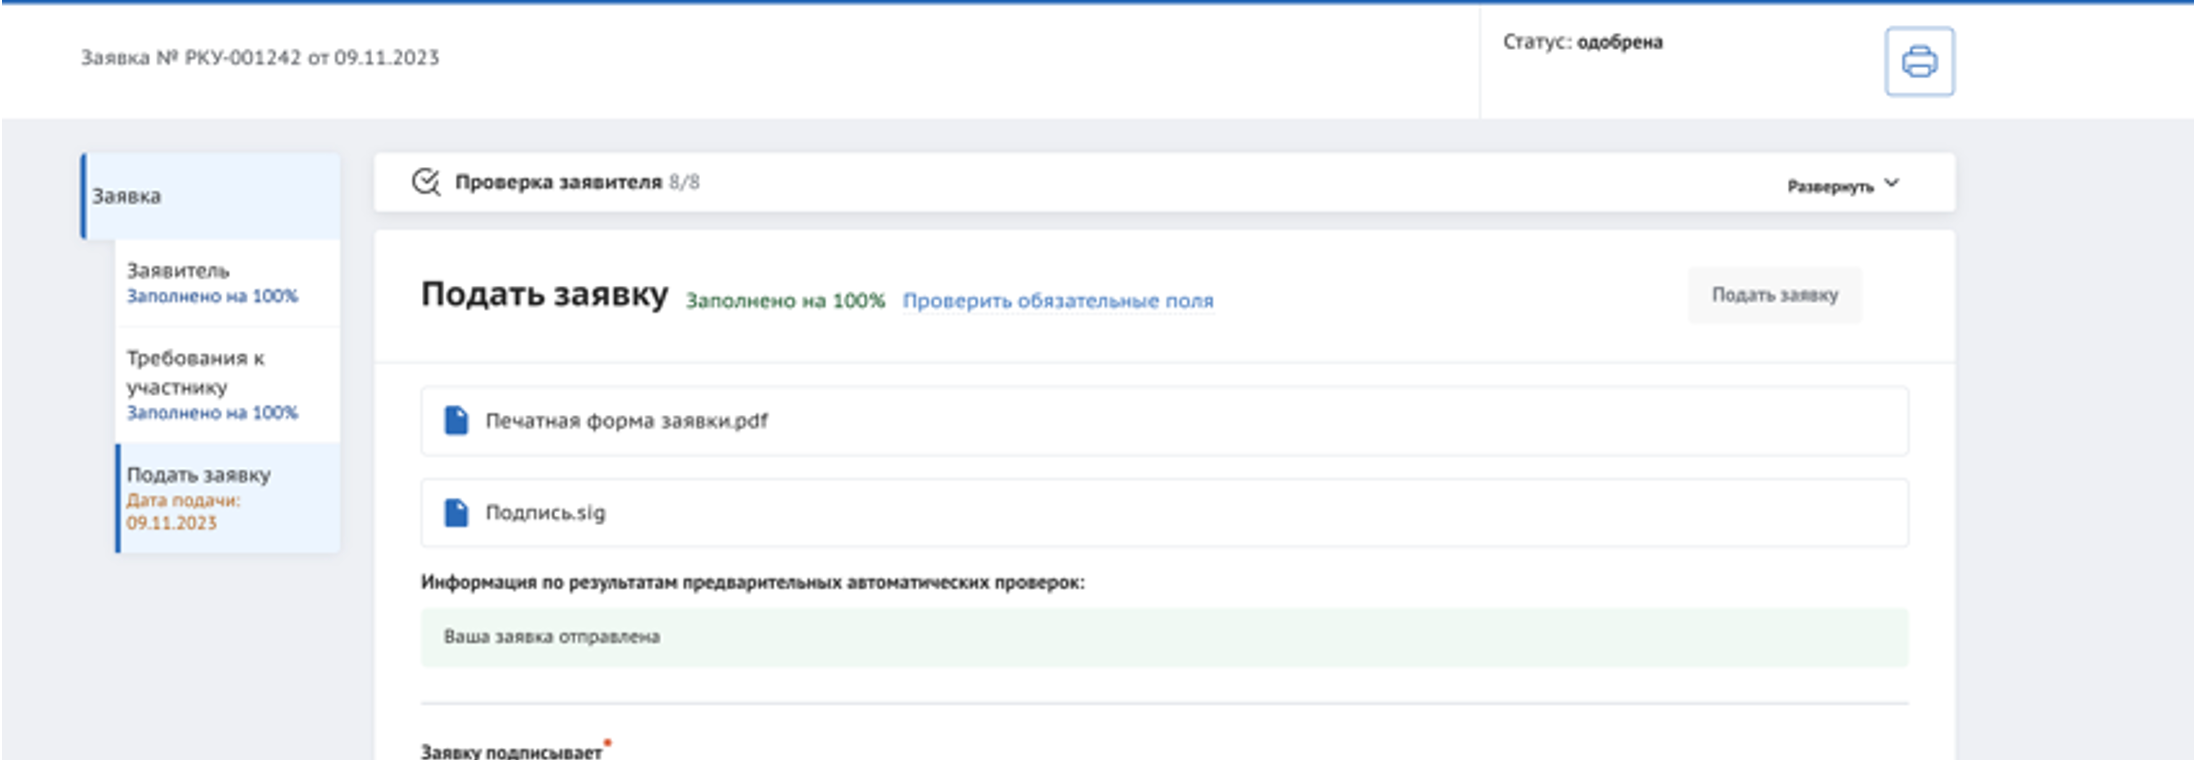 Заявка № РКУ-001242 от 09.11.2023
Статус: одобрена
Заявка
Заявитель
Заполнено на 100%
Требования к
участнику
Заполнено на 100%
Подать заявку
Дата подачи:
09.11.2023
Проверка заявителя 8/8
Развернуть
Подать заявку Заполнено на 100% Проверить обязательные поля
Подать заявку
Печатная форма заявки.pdf
Подпись.sig
Информация по результатам предварительных автоматических проверок:
Ваша заявка отправлена
Заявку подписывает*